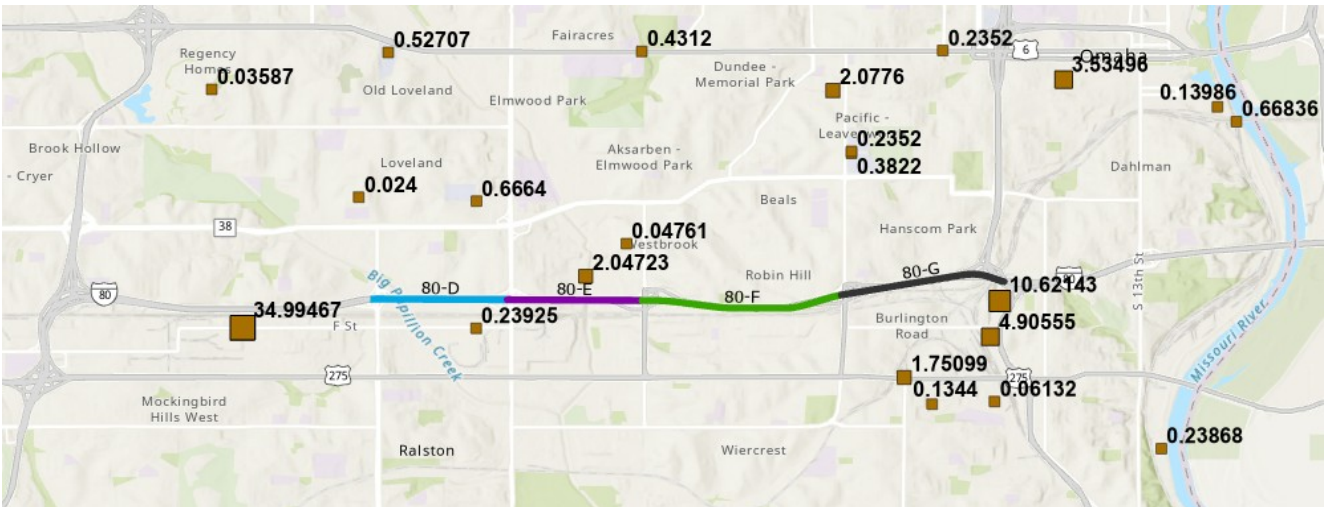 Fairacres
0.52707
0.4312
0.2352
6
Omaha
3.53496
Regency
Homes
0.03587
Old Loveland
Elmwood Park
Dundee -
Memorial Park
2.0776
0.13986
0.66836
Pacific -
0.2352
0.3822
Brook Hollow
- Cryer
Loveland
0.024
0.6664
Aksarben -
Elmwood Park
Dahlman
Beals
38
Hanscom Park
0.04761
Westbrook
2.04723
Robin Hill
80
80
Big Papillion Creek
80-D
80-E
80-F
80-G
10.62143
34.99467
F St
0.23925
Burlington
Road
4.90555
S 13th St
Missouri River
275
1.75099
275
0.1344
0.06132
Mockingbird
Hills West
Ralston
Wiercrest
0.23868